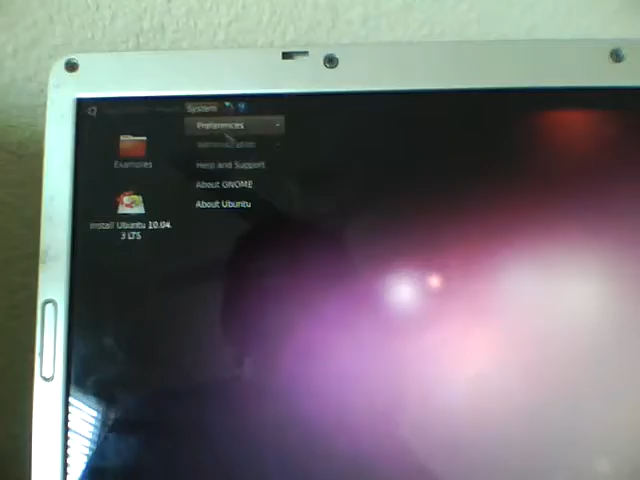 System
Preferences
Administration
Help and Support
About GNOME
About Ubuntu
Examples
Install Ubuntu 10.04.
3 LTS